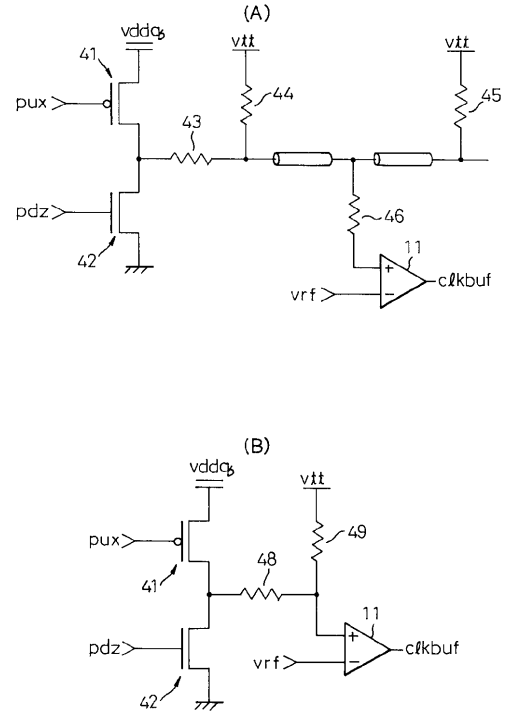 (A)
vddq
41
vtt
vtt
pux
44
45
43
pdz
46
42
11
+
clkbuf
vrf
−
(B)
vddq
vtt
pux
49
48
41
11
pdz
+
clkbuf
vrf
−
42